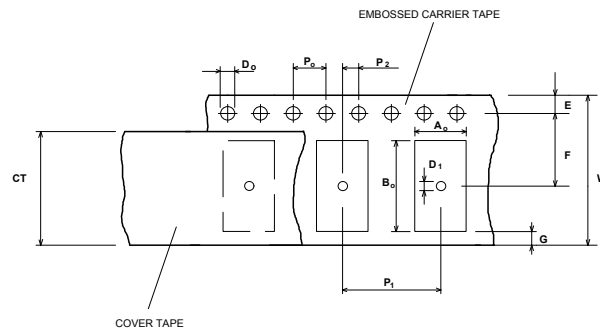 EMBOSSED CARRIER TAPE
Do Po P2
E
Ao
CT D1 F W
Bo
G
P1
COVER TAPE